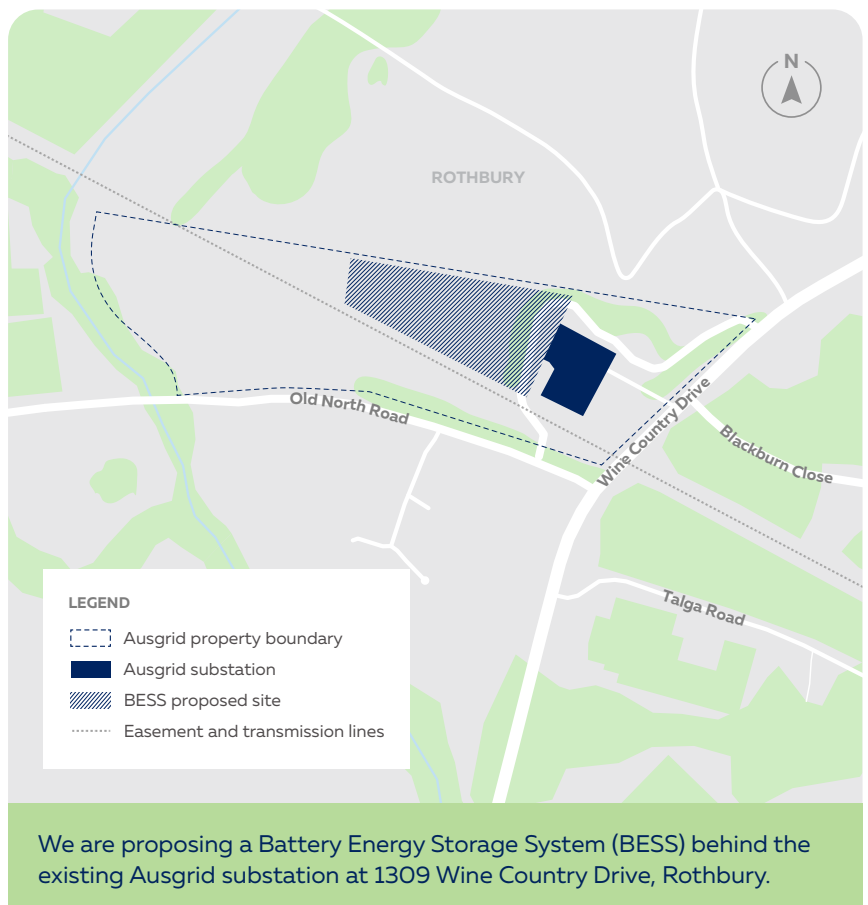 N
ROTHBURY
Old North Road
Wine Country Drive
Blackburn Close
Talga Road
LEGEND
Ausgrid property boundary
Ausgrid substation
BESS proposed site
Easement and transmission lines
We are proposing a Battery Energy Storage System (BESS) behind the
existing Ausgrid substation at 1309 Wine Country Drive, Rothbury.